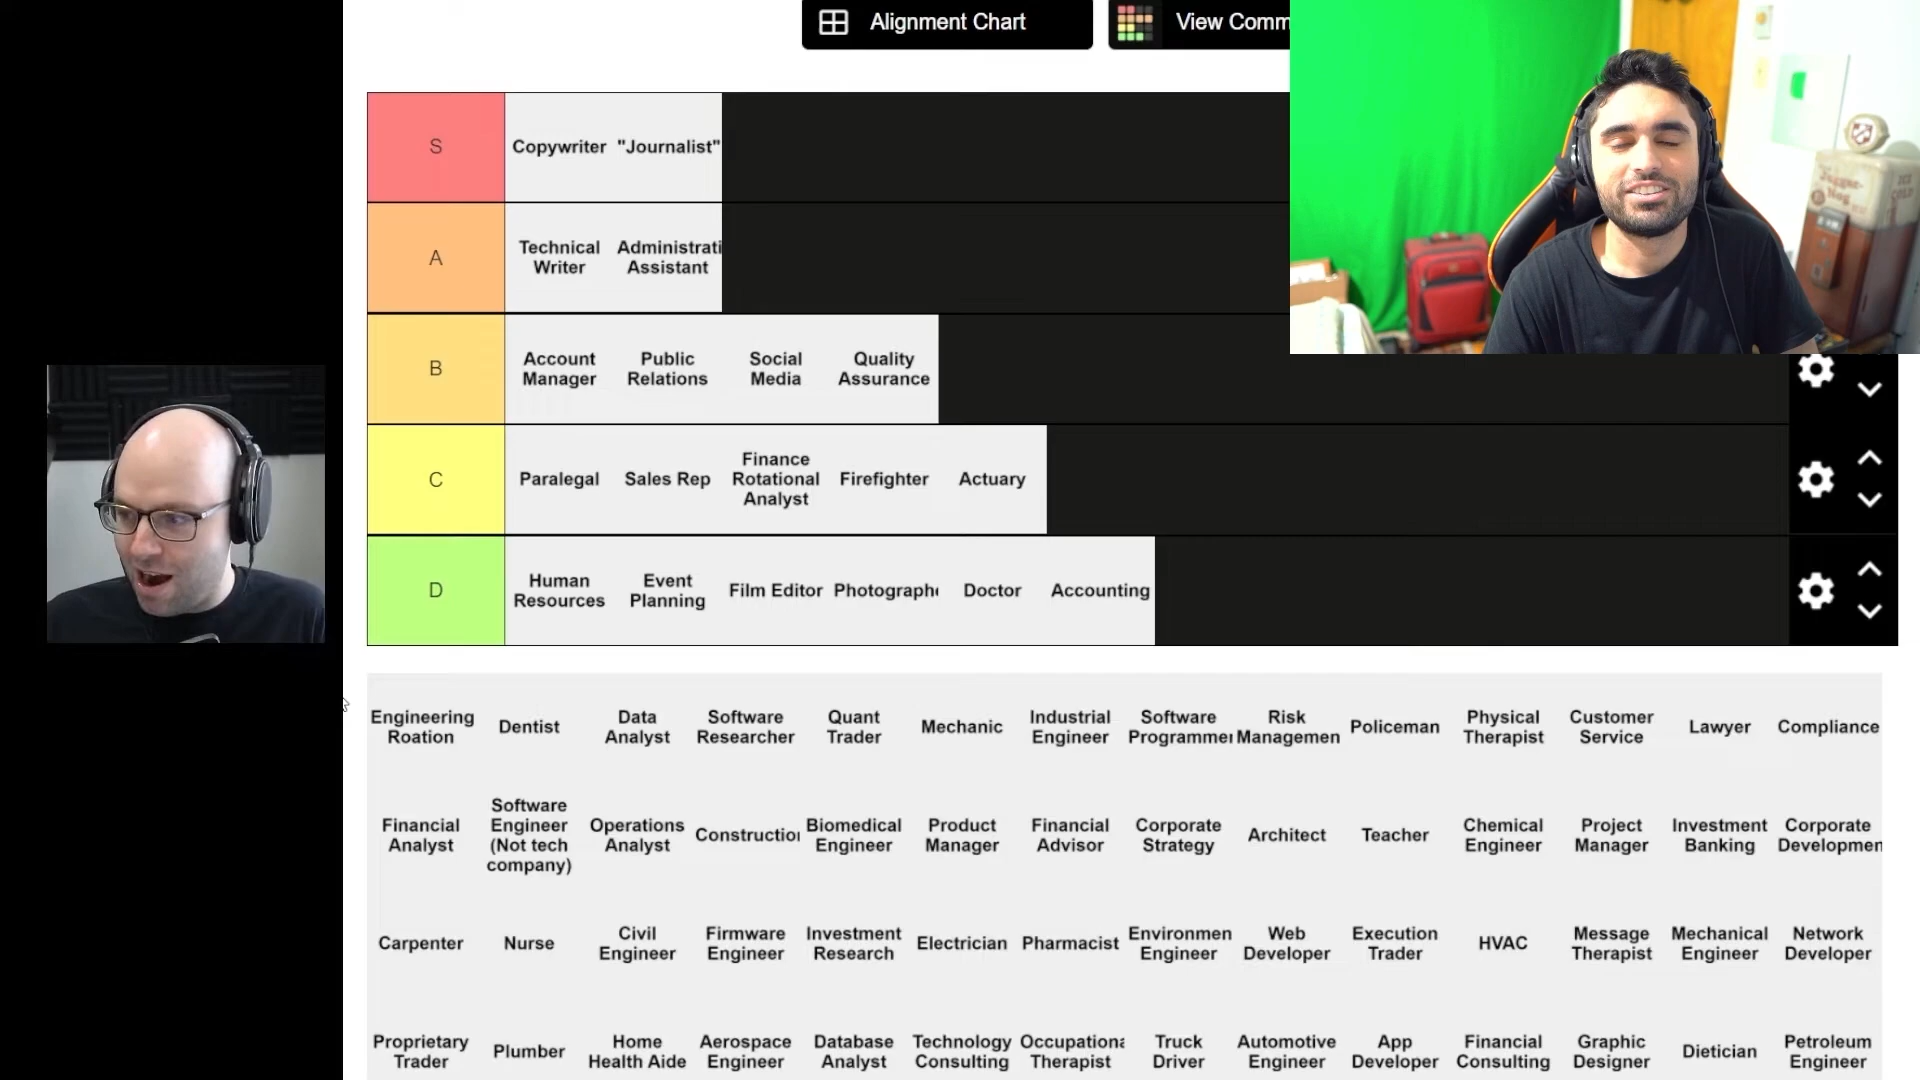 Alignment Chart
View Comm
S
Copywriter
"Journalist"
A
Technical
Writer
Administrati
Assistant
B
Account
Manager
Public
Relations
Social
Media
Quality
Assurance
C
Paralegal
Sales Rep
Finance
Rotational
Analyst
Firefighter
Actuary
D
Human
Resources
Event
Planning
Film Editor
Photograph
Doctor
Accounting
Engineering
Roation
Dentist
Data
Analyst
Software
Researcher
Quant
Trader
Mechanic
Industrial
Engineer
Software
Programmer
Risk
Managemen
Policeman
Physical
Therapist
Customer
Service
Lawyer
Compliance
Financial
Analyst
Software
Engineer
(Not tech
company)
Operations
Analyst
Construction
Biomedical
Engineer
Product
Manager
Financial
Advisor
Corporate
Strategy
Architect
Teacher
Chemical
Engineer
Project
Manager
Investment
Banking
Corporate
Developmen
Carpenter
Nurse
Civil
Engineer
Firmware
Engineer
Investment
Research
Electrician
Pharmacist
Environmen
Engineer
Web
Developer
Execution
Trader
HVAC
Message
Therapist
Mechanical
Engineer
Network
Developer
Proprietary
Trader
Plumber
Home
Health Aide
Aerospace
Engineer
Database
Analyst
Technology
Consulting
Occupationa
Therapist
Truck
Driver
Automotive
Engineer
App
Developer
Financial
Consulting
Graphic
Designer
Dietician
Petroleum
Engineer